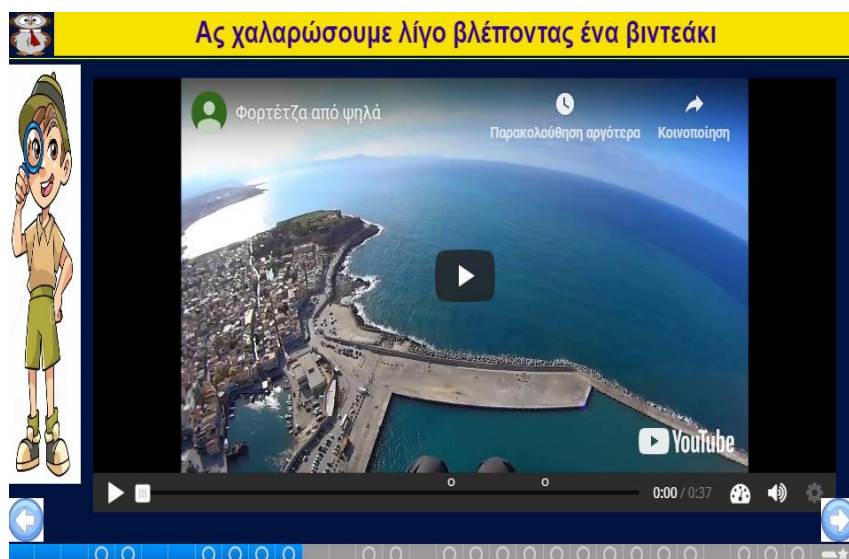 Ας χαλαρώσουμε λίγο βλέποντας ένα βιντεάκι
Φορτέτζα από ψηλά
Παρακολούθηση αργότερα
Κοινοποίηση
YouTube
0:00 / 0:37